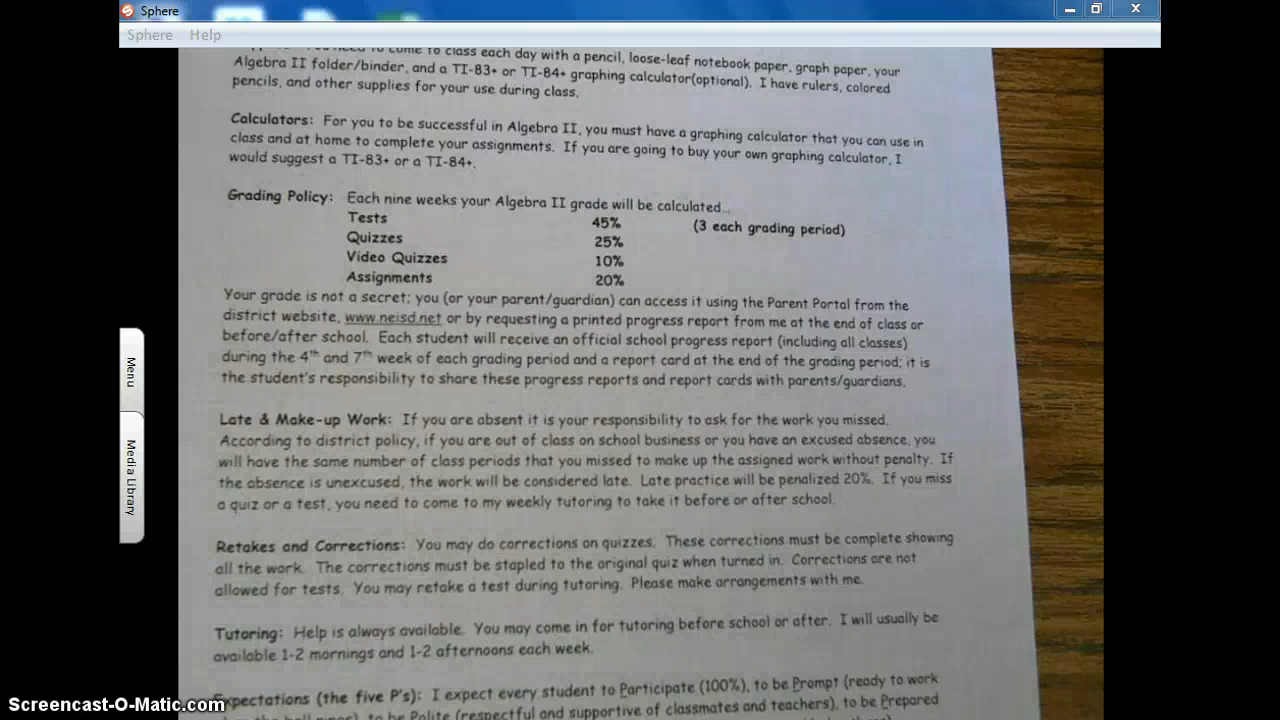 Sphere
Sphere Help
to come to class each day with a pencil, loose-leaf notebook paper, graph paper, your
Algebra II folder/binder, and a TI-83+ or TI-84+ graphing calculator(optional). I have rulers, colored
pencils, and other supplies for your use during class.
Calculators: For you to be successful in Algebra II, you must have a graphing calculator that you can use in
class and at home to complete your assignments. If you are going to buy your own graphing calculator, I
would suggest a TI-83+ or a TI-84+.
Grading Policy: Each nine weeks your Algebra II grade will be calculated...
Tests 45% (3 each grading period)
Quizzes 25%
Video Quizzes 10%
Assignments 20%
Your grade is not a secret; you (or your parent/guardian) can access it using the Parent Portal from the
district website, www.neisd.net or by requesting a printed progress report from me at the end of class or
before/after school. Each student will receive an official school progress report (including all classes)
during the 4th and 7th week of each grading period and a report card at the end of the grading period; it is
the student's responsibility to share these progress reports and report cards with parents/guardians.
Menu
Late & Make-up Work: If you are absent it is your responsibility to ask for the work you missed.
According to district policy, if you are out of class on school business or you have an excused absence, you
will have the same number of class periods that you missed to make up the assigned work without penalty. If
the absence is unexcused, the work will be considered late. Late practice will be penalized 20%. If you miss
a quiz or a test, you need to come to my weekly tutoring to take it before or after school.
Media Library
Retakes and Corrections: You may do corrections on quizzes. These corrections must be complete showing
all the work. The corrections must be stapled to the original quiz when turned in. Corrections are not
allowed for tests. You may retake a test during tutoring. Please make arrangements with me.
Tutoring: Help is always available. You may come in for tutoring before school or after. I will usually be
available 1-2 mornings and 1-2 afternoons each week.
Expectations (the five P's): I expect every student to Participate (100%), to be Prompt (ready to work
to be Polite (respectful and supportive of classmates and teachers), to be Prepared
Screencast-O-Matic.com